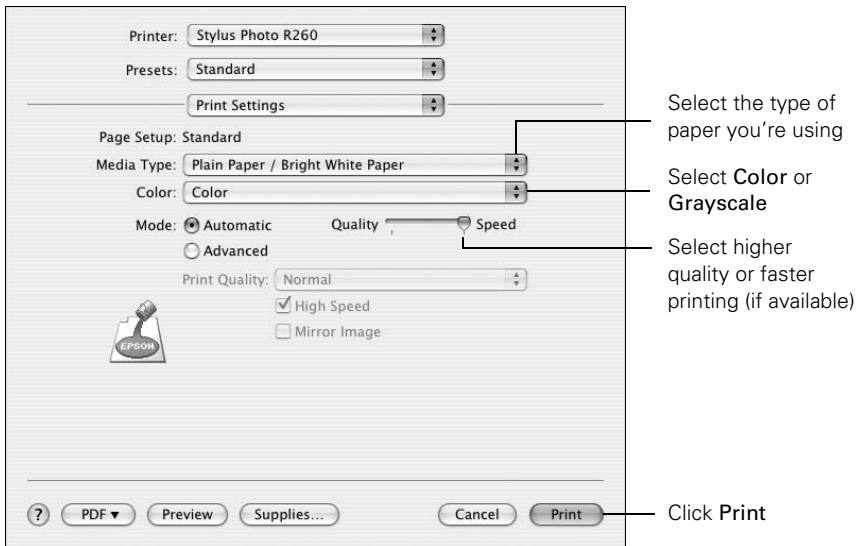 Printer: Stylus Photo R260
Presets: Standard
Print Settings
Page Setup: Standard
Media Type: Plain Paper / Bright White Paper
Color: Color
Mode: Automatic Quality Speed
Advanced
Print Quality: Normal
High Speed
Mirror Image
EPSON
? PDF▼ Preview Supplies... Cancel Print
Select the type of
paper you're using
Select Color or
Grayscale
Select higher
quality or faster
printing (if available)
Click Print